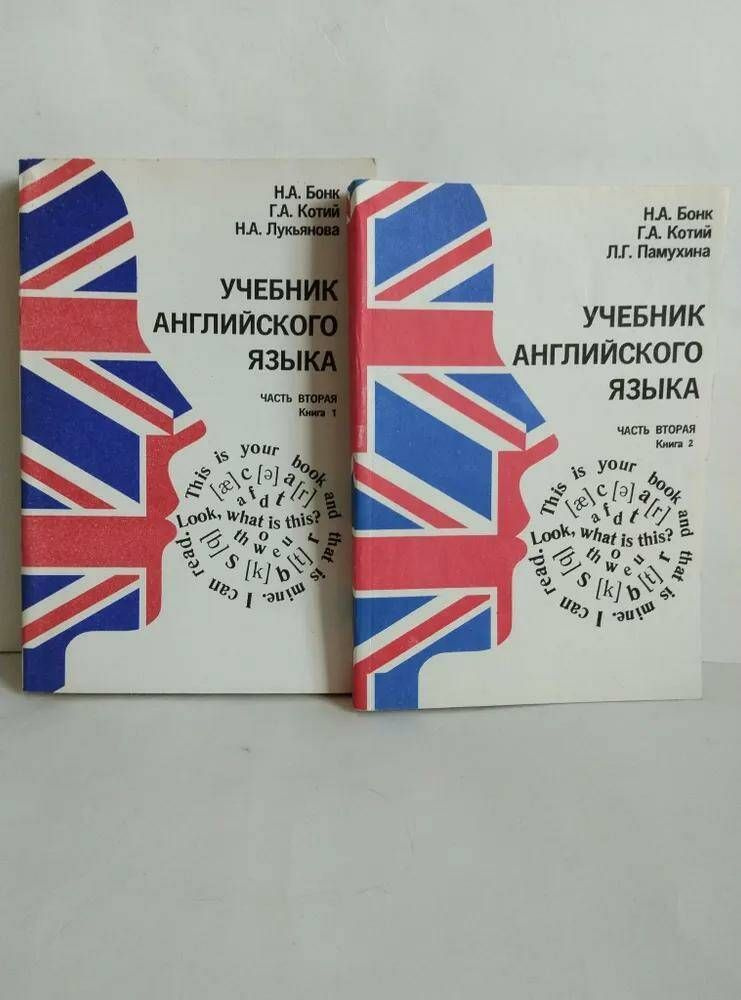 Н.А. Бонк
Г.А. Котий
Н.А. Лукьянова
УЧЕБНИК
АНГЛИЙСКОГО
ЯЗЫКА
ЧАСТЬ ВТОРАЯ
Книга 1
This is your book and that is mine. I can read.
[æ] c [ə] a [r]
a f d t
Look, what is this?
o
th w e u r
[b] S [k] b [t]
Н.А. Бонк
Г.А. Котий
Л.Г. Памухина
УЧЕБНИК
АНГЛИЙСКОГО
ЯЗЫКА
ЧАСТЬ ВТОРАЯ
Книга 2
This is your book and that is mine. I can read.
[æ] c [ə] a [r]
a f d t
Look, what is this?
o
th w e u r
[b] S [k] b [t]